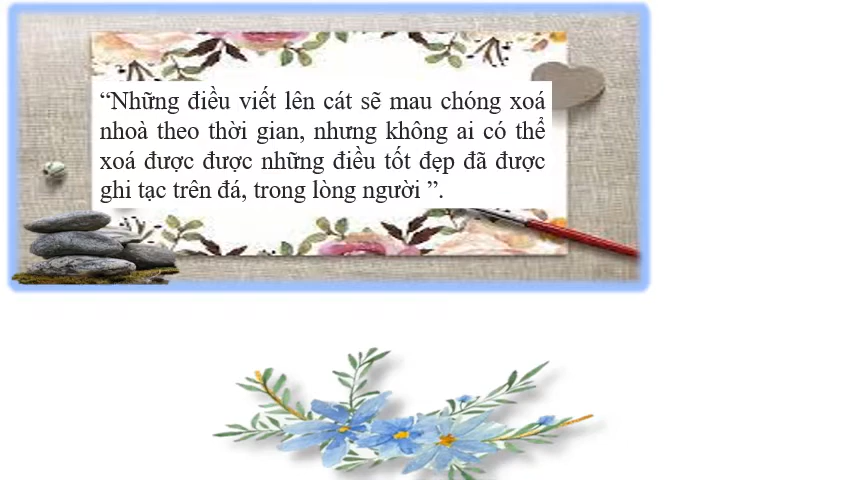 “Những điều viết lên cát sẽ mau chóng xoá
nhoà theo thời gian, nhưng không ai có thể
xoá được được những điều tốt đẹp đã được
ghi tạc trên đá, trong lòng người ”.